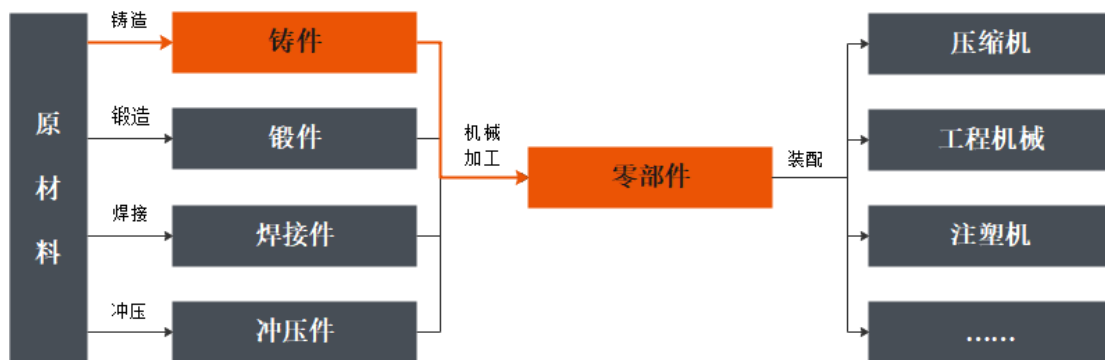 原材料
铸造
铸件
锻造
锻件
焊接
焊接件
冲压
冲压件
机械
加工
零部件
装配
压缩机
工程机械
注塑机
……